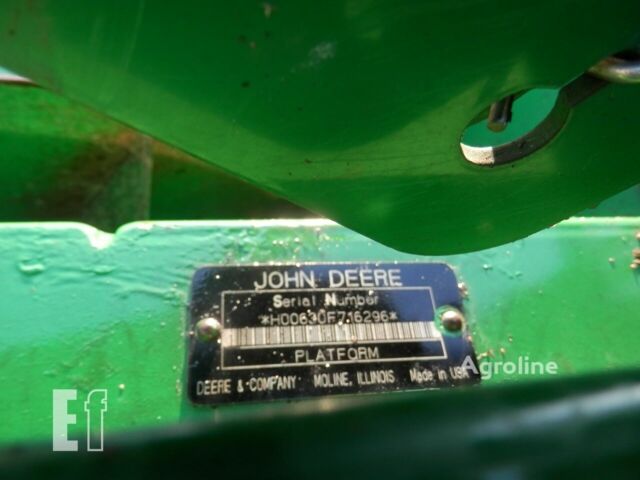 JOHN DEERE
Serial Number
*H00630F716296*
PLATFORM
DEERE & COMPANY MOLINE, ILLINOIS Made in USA
Agroline
Ef